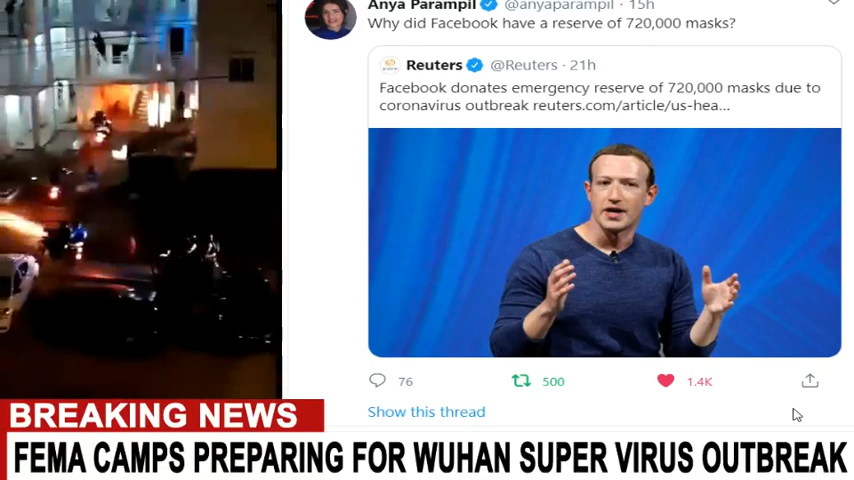 Anya Parampil @anyaparampil · 15h
Why did Facebook have a reserve of 720,000 masks?
Reuters @Reuters · 21h
Facebook donates emergency reserve of 720,000 masks due to
coronavirus outbreak reuters.com/article/us-hea...
76 500 1.4K
Show this thread
BREAKING NEWS
FEMA CAMPS PREPARING FOR WUHAN SUPER VIRUS OUTBREAK